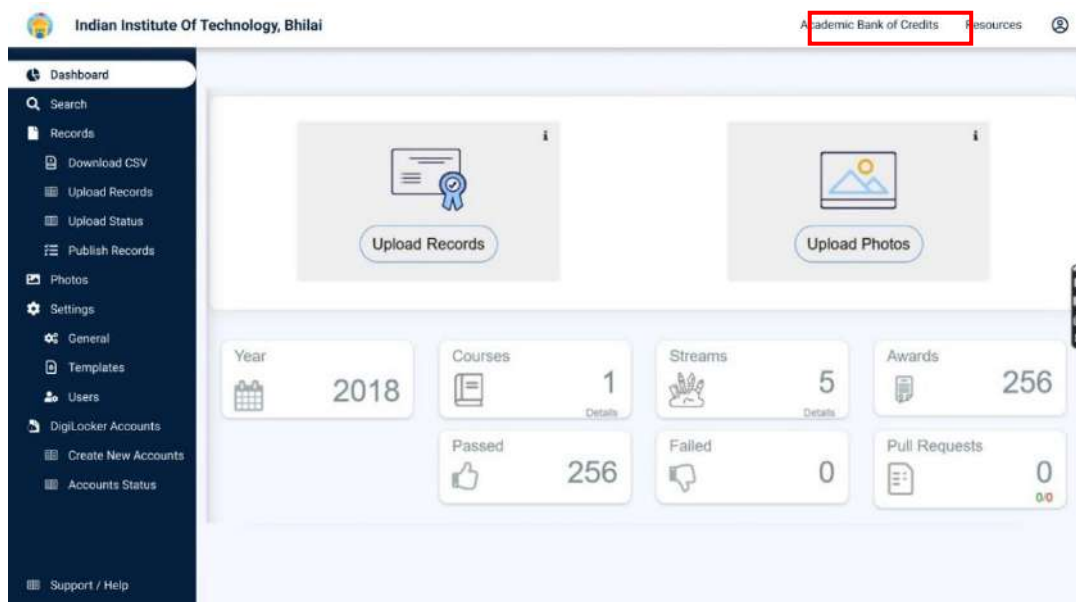 Indian Institute Of Technology, Bhilai
Academic Bank of Credits
Resources
Dashboard
Search
Records
Download CSV
Upload Records
Upload Status
Publish Records
Photos
Settings
General
Templates
Users
DigiLocker Accounts
Create New Accounts
Accounts Status
Support / Help
i
Upload Records
i
Upload Photos
Year
2018
Courses
1
Details
Streams
5
Details
Awards
256
Passed
256
Failed
0
Pull Requests
0
0/0